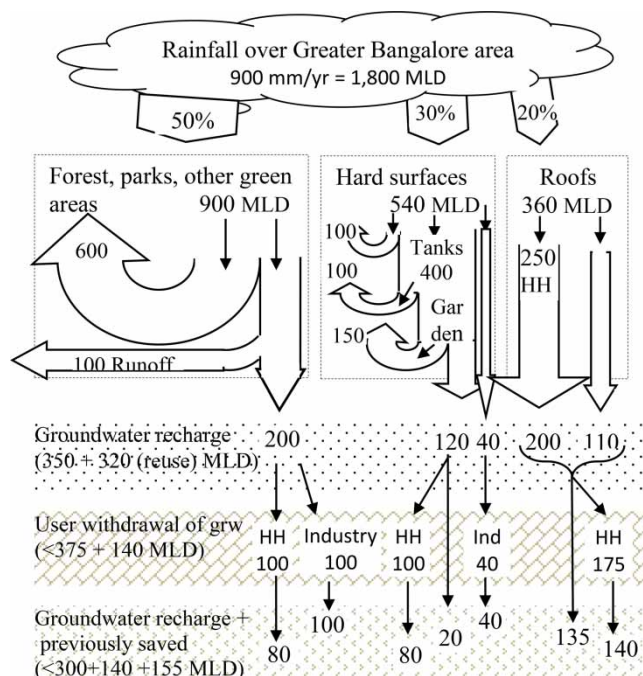 Rainfall over Greater Bangalore area
900 mm/yr = 1,800 MLD
50%
30%
20%
Forest, parks, other green
areas 900 MLD
600
100 Runoff
Hard surfaces
540 MLD
100
Tanks
400
100
Gar
den
150
Roofs
360 MLD
250
HH
Groundwater recharge
(350 + 320 (reuse) MLD)
200
120
40
200
110
User withdrawal of grw
(<375 + 140 MLD)
HH
100
Industry
100
HH
100
Ind
40
HH
175
Groundwater recharge +
previously saved
(<300+140 +155 MLD)
80
100
80
20
40
135
140